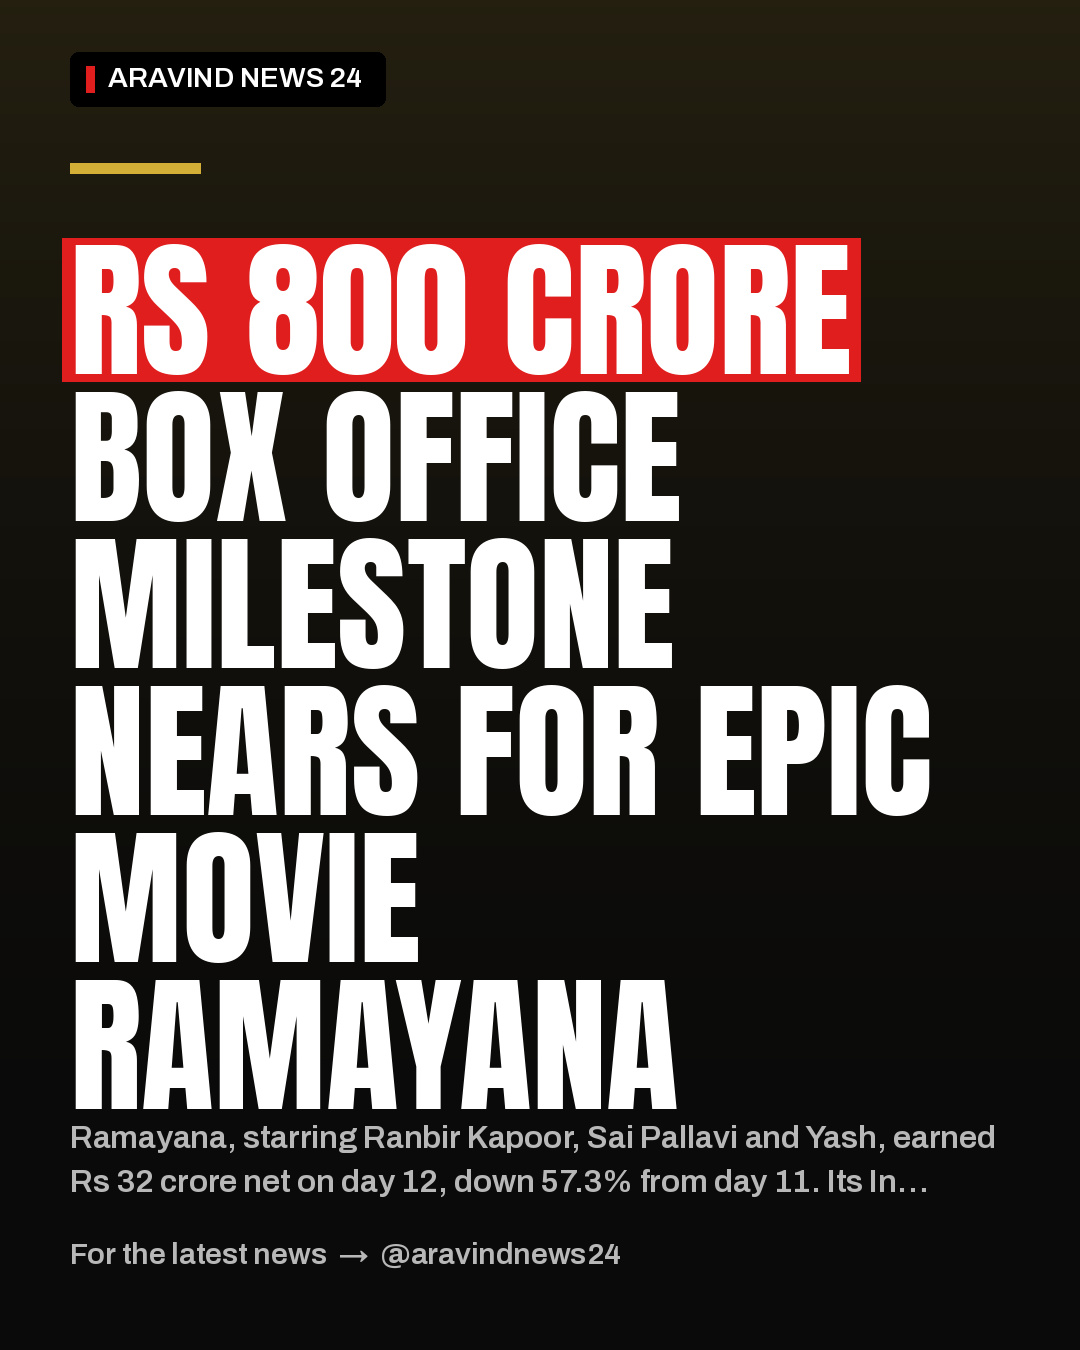 ARAVIND NEWS 24
RS 800 CRORE
BOX OFFICE
MILESTONE
NEARS FOR EPIC
MOVIE
RAMAYANA
Ramayana, starring Ranbir Kapoor, Sai Pallavi and Yash, earned
Rs 32 crore net on day 12, down 57.3% from day 11. Its In...
For the latest news → @aravindnews24